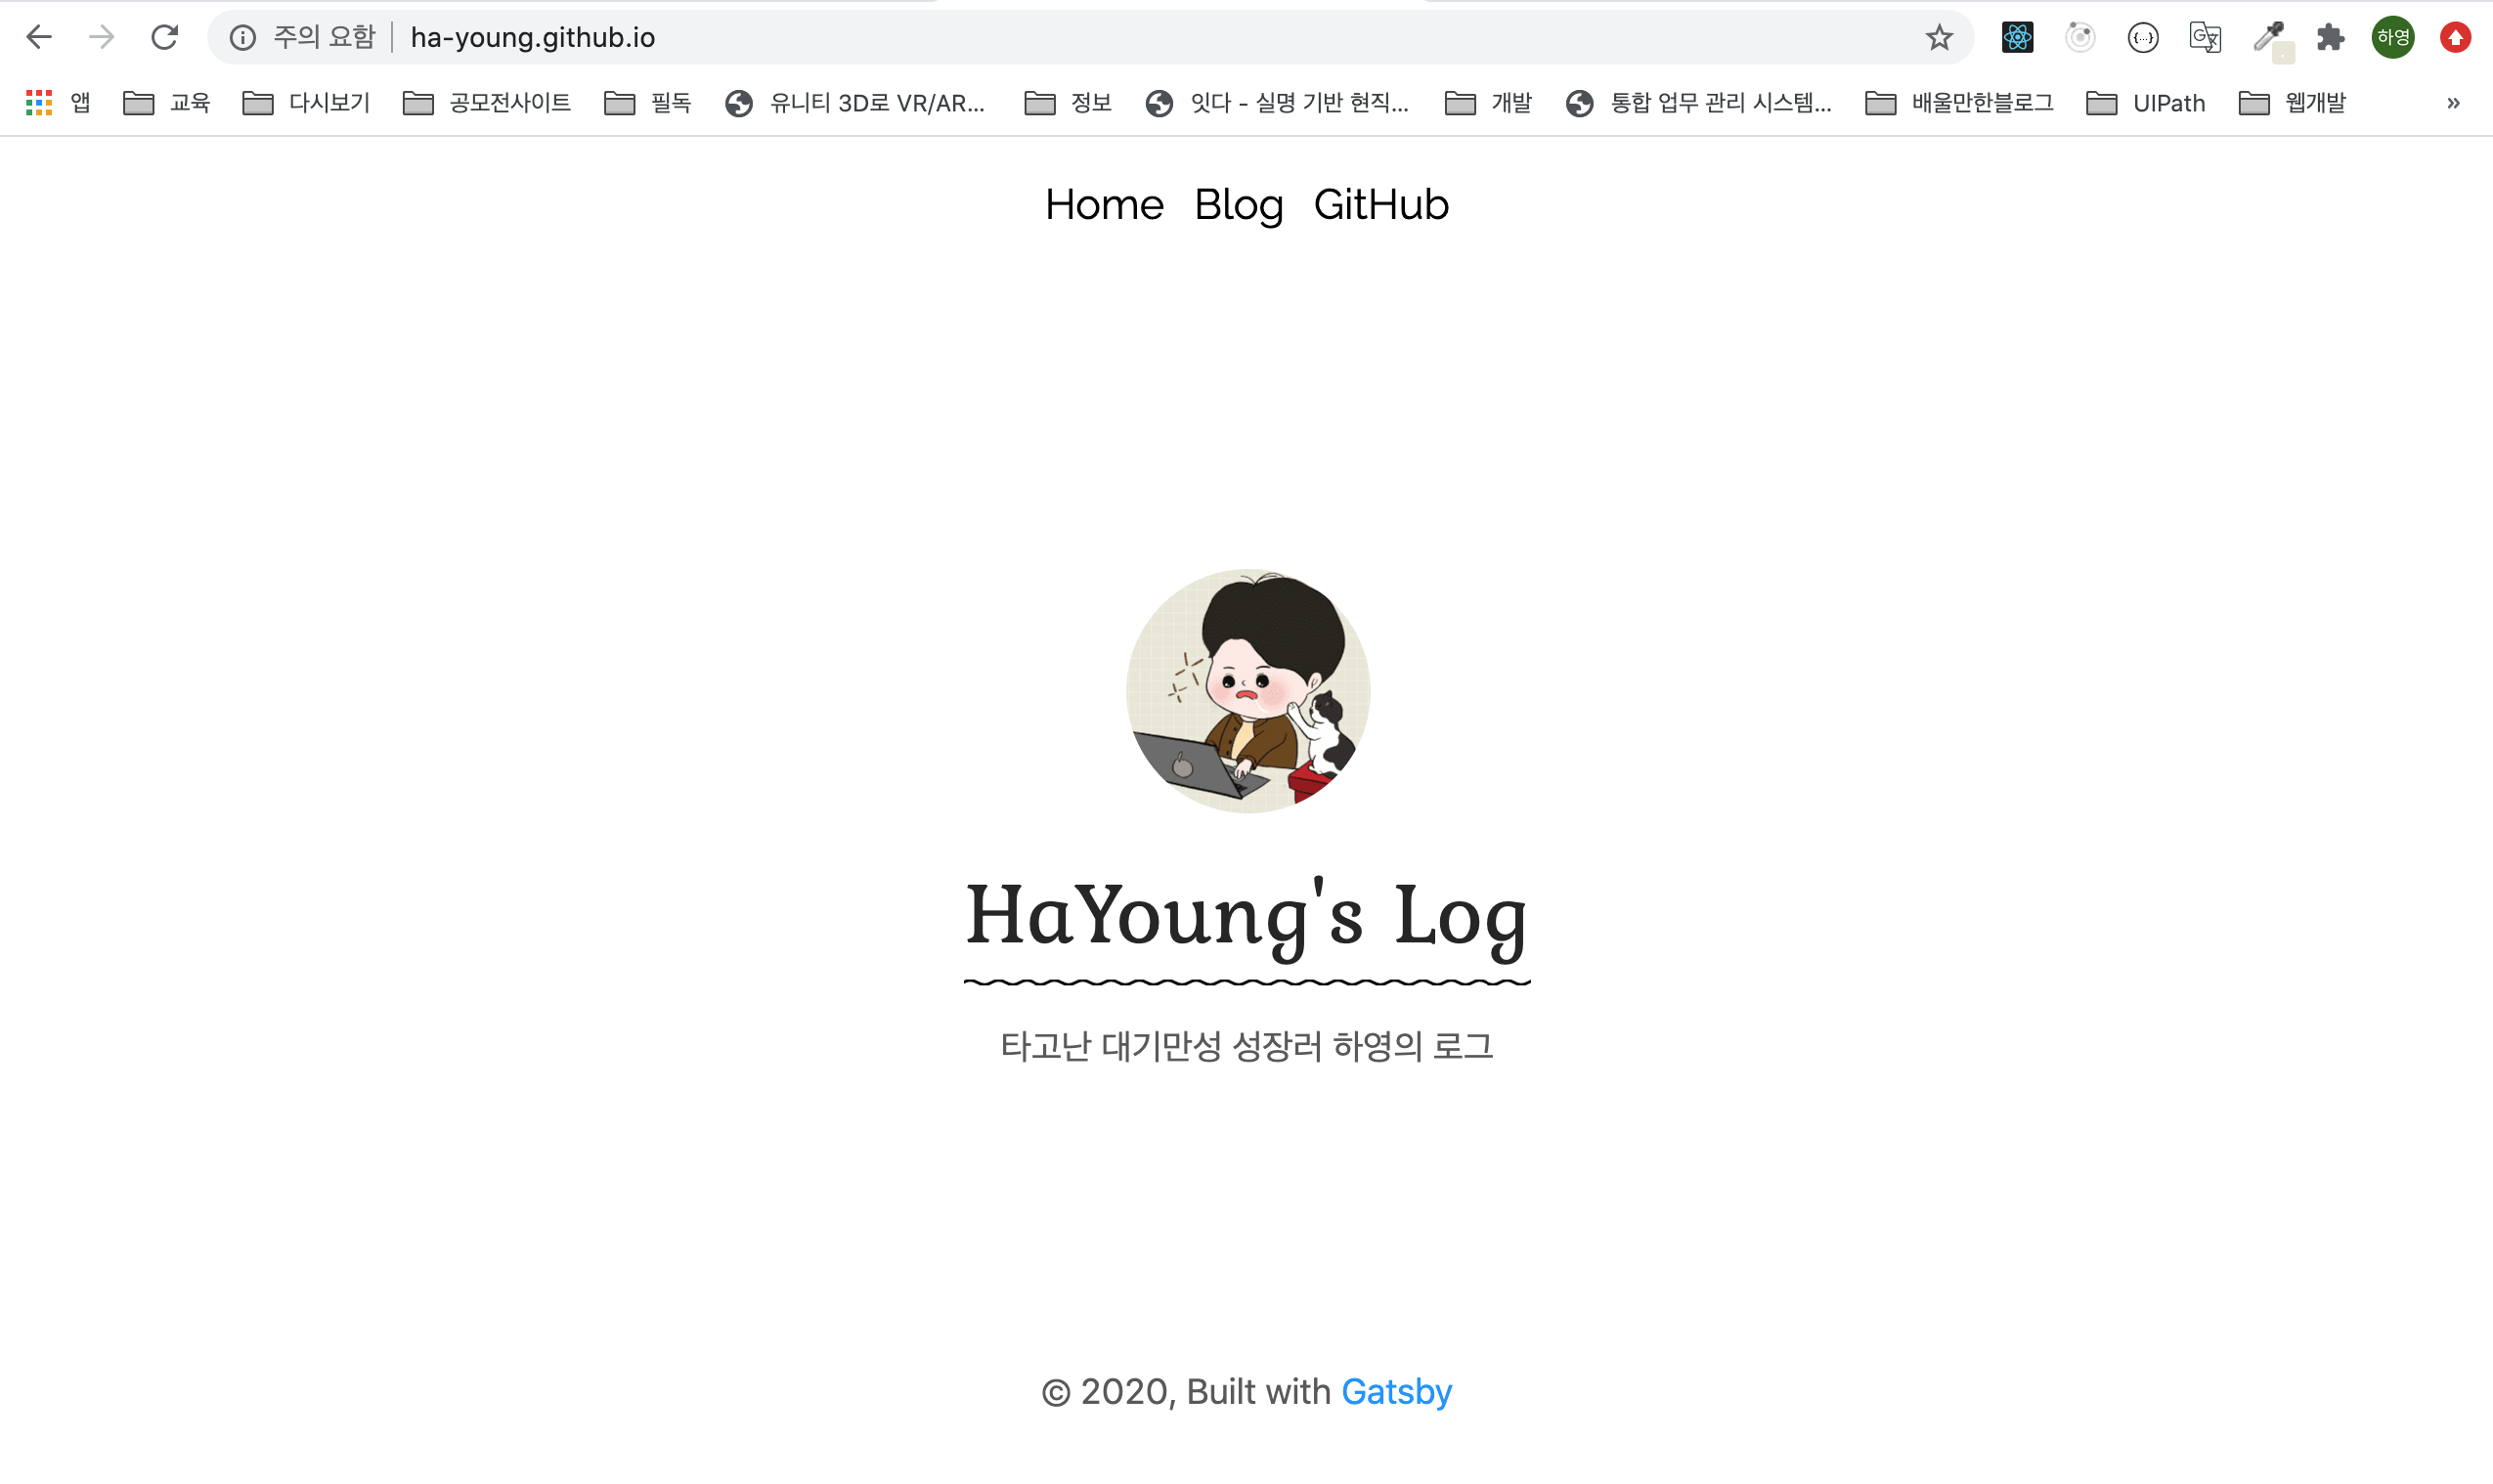 주의 요함 ha-young.github.io 하영
앱 교육 다시보기 공모전사이트 필독 유니티 3D로 VR/AR... 정보 잇다 - 실명 기반 현직... 개발 통합 업무 관리 시스템... 배울만한블로그 UIPath 웹개발 »
Home Blog GitHub
HaYoung's Log
타고난 대기만성 성장러 하영의 로그
© 2020, Built with Gatsby